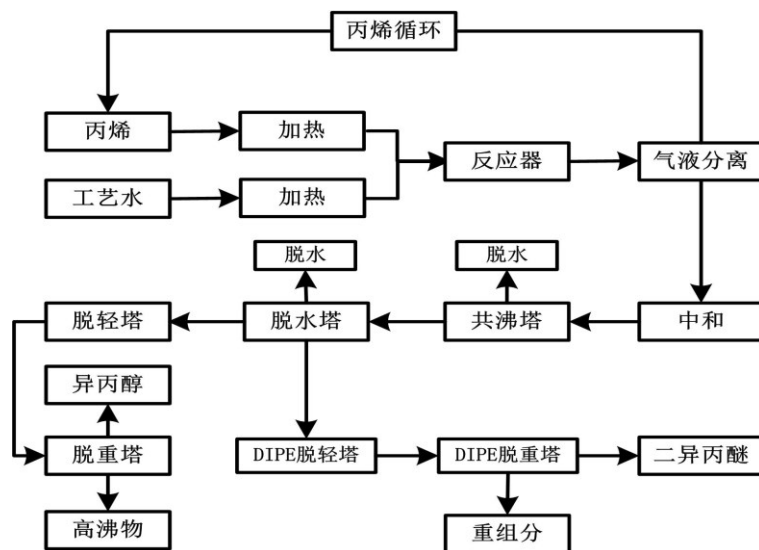 丙烯循环
丙烯
加热
反应器
气液分离
工艺水
加热
脱水
脱水
脱轻塔
脱水塔
共沸塔
中和
异丙醇
脱重塔
DIPE脱轻塔
DIPE脱重塔
二异丙醚
高沸物
重组分